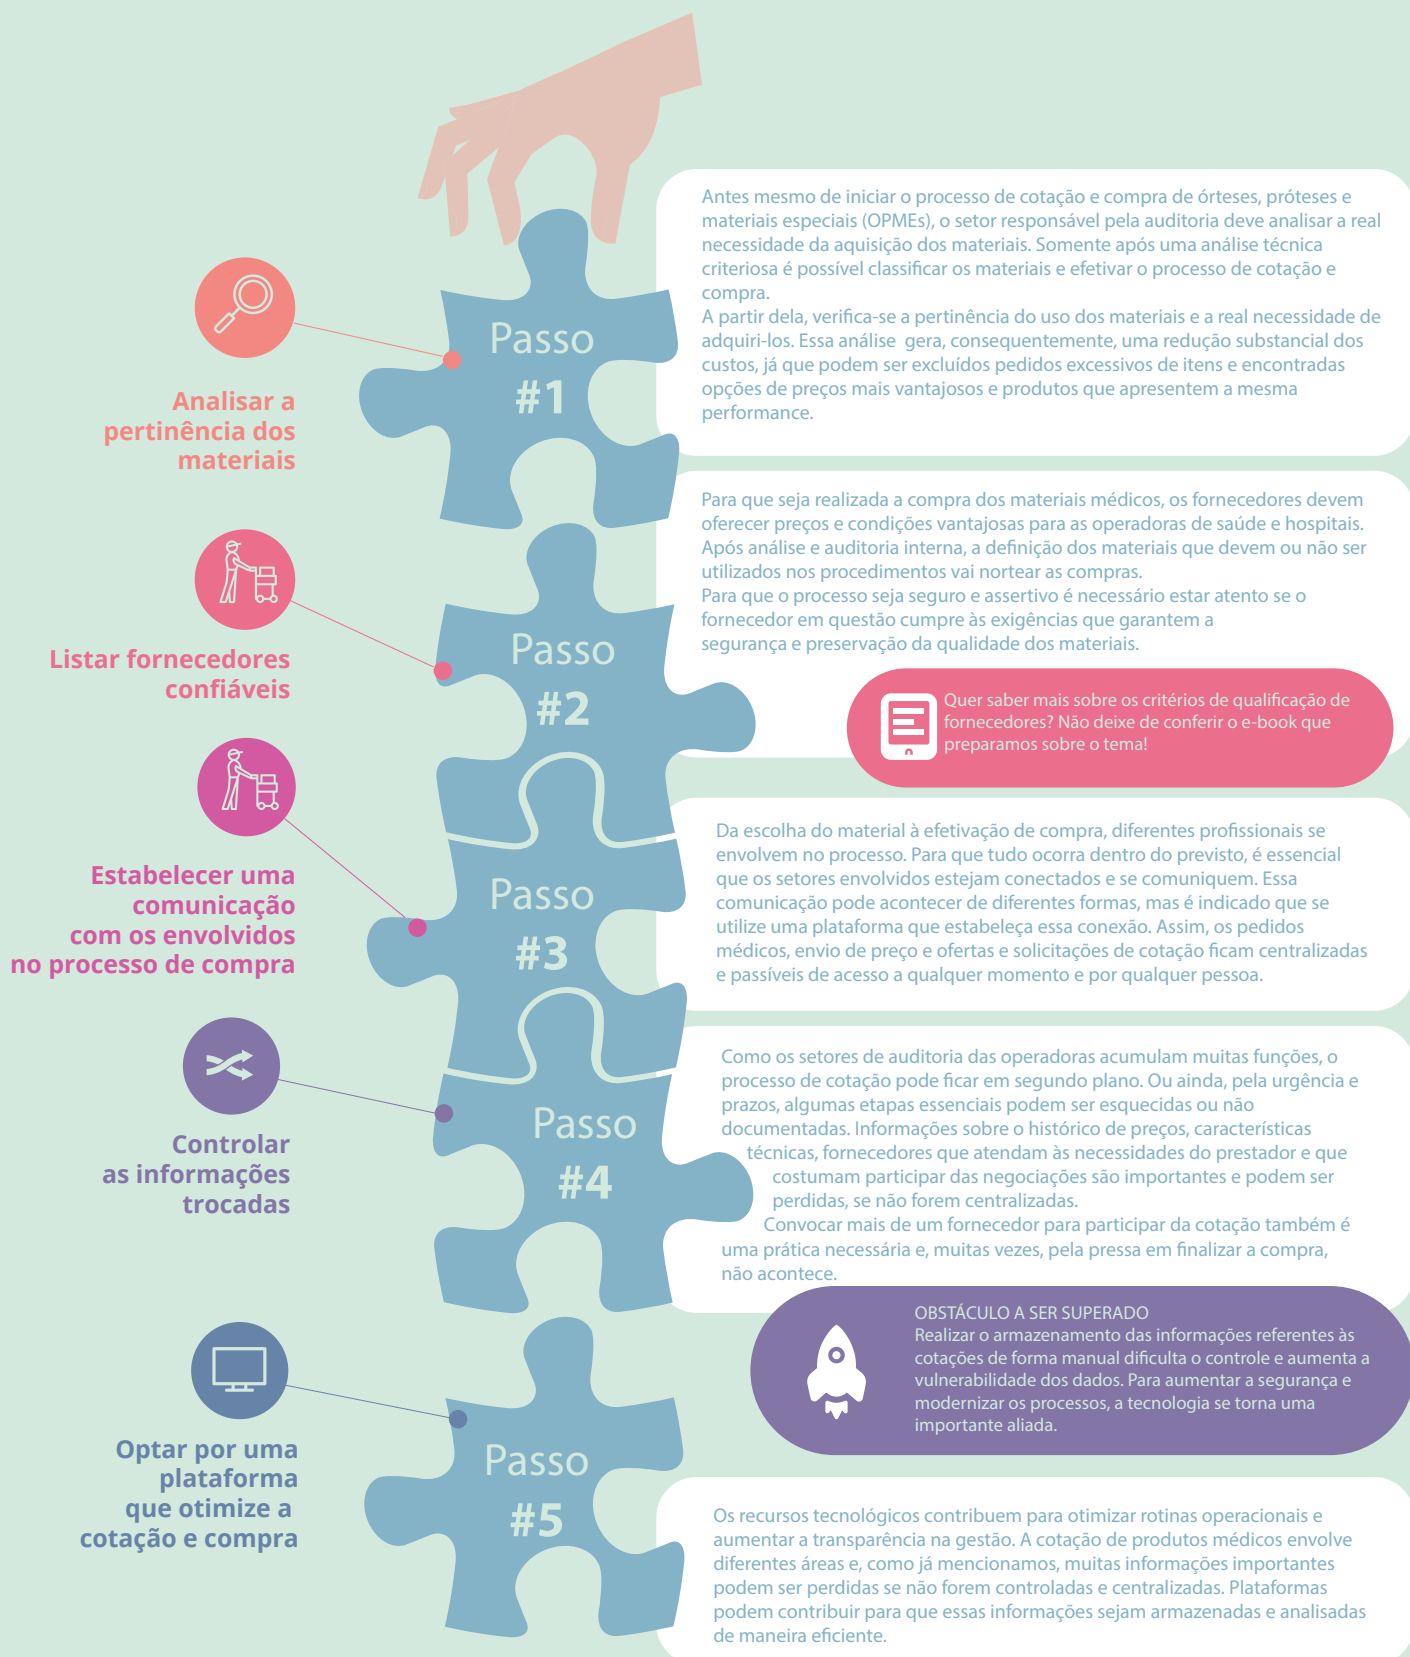 Passo
#1
Analisar a
pertinência dos
materiais
Antes mesmo de iniciar o processo de cotação e compra de órteses, próteses e
materiais especiais (OPMEs), o setor responsável pela auditoria deve analisar a real
necessidade da aquisição dos materiais. Somente após uma análise técnica
criteriosa é possível classificar os materiais e efetivar o processo de cotação e
compra.
A partir dela, verifica-se a pertinência do uso dos materiais e a real necessidade de
adquiri-los. Essa análise  gera, consequentemente, uma redução substancial dos
custos, já que podem ser excluídos pedidos excessivos de itens e encontradas
opções de preços mais vantajosos e produtos que apresentem a mesma
performance.
Passo
#2
Listar fornecedores
confiáveis
Para que seja realizada a compra dos materiais médicos, os fornecedores devem
oferecer preços e condições vantajosas para as operadoras de saúde e hospitais.
Após análise e auditoria interna, a definição dos materiais que devem ou não ser
utilizados nos procedimentos vai nortear as compras.
Para que o processo seja seguro e assertivo é necessário estar atento se o
fornecedor em questão cumpre às exigências que garantem a
segurança e preservação da qualidade dos materiais.
Quer saber mais sobre os critérios de qualificação de
fornecedores? Não deixe de conferir o e-book que
preparamos sobre o tema!
Passo
#3
Estabelecer uma
comunicação
com os envolvidos
no processo de compra
Da escolha do material à efetivação de compra, diferentes profissionais se
envolvem no processo. Para que tudo ocorra dentro do previsto, é essencial
que os setores envolvidos estejam conectados e se comuniquem. Essa
comunicação pode acontecer de diferentes formas, mas é indicado que se
utilize uma plataforma que estabeleça essa conexão. Assim, os pedidos
médicos, envio de preço e ofertas e solicitações de cotação ficam centralizadas
e passíveis de acesso a qualquer momento e por qualquer pessoa.
Passo
#4
Controlar
as informações
trocadas
Como os setores de auditoria das operadoras acumulam muitas funções, o
processo de cotação pode ficar em segundo plano. Ou ainda, pela urgência e
prazos, algumas etapas essenciais podem ser esquecidas ou não
documentadas. Informações sobre o histórico de preços, características
técnicas, fornecedores que atendam às necessidades do prestador e que
costumam participar das negociações são importantes e podem ser
perdidas, se não forem centralizadas.
Convocar mais de um fornecedor para participar da cotação também é
uma prática necessária e, muitas vezes, pela pressa em finalizar a compra,
não acontece.
OBSTÁCULO A SER SUPERADO
Realizar o armazenamento das informações referentes às
cotações de forma manual dificulta o controle e aumenta a
vulnerabilidade dos dados. Para aumentar a segurança e
modernizar os processos, a tecnologia se torna uma
importante aliada.
Passo
#5
Optar por uma
plataforma
que otimize a
cotação e compra
Os recursos tecnológicos contribuem para otimizar rotinas operacionais e
aumentar a transparência na gestão. A cotação de produtos médicos envolve
diferentes áreas e, como já mencionamos, muitas informações importantes
podem ser perdidas se não forem controladas e centralizadas. Plataformas
podem contribuir para que essas informações sejam armazenadas e analisadas
de maneira eficiente.